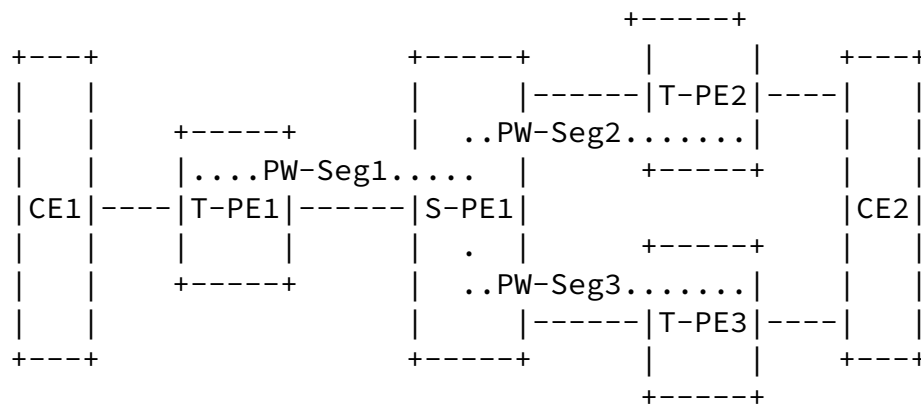 +-----+
+----+                    +-----+          |     |      +----+
|    |                    |     |------|T-PE2|----|    |
|    |      +-----+       |   ..PW-Seg2.......|    |    |
|    |      |....PW-Seg1.....   |      +-----+    |    |
|CE1|----|T-PE1|------|S-PE1|                 |CE2|
|    |      |     |       |   .  |      +-----+    |    |
|    |      +-----+       |   ..PW-Seg3.......|    |    |
|    |                    |     |------|T-PE3|----|    |
+----+                    +-----+          |     |      +----+
                                           +-----+